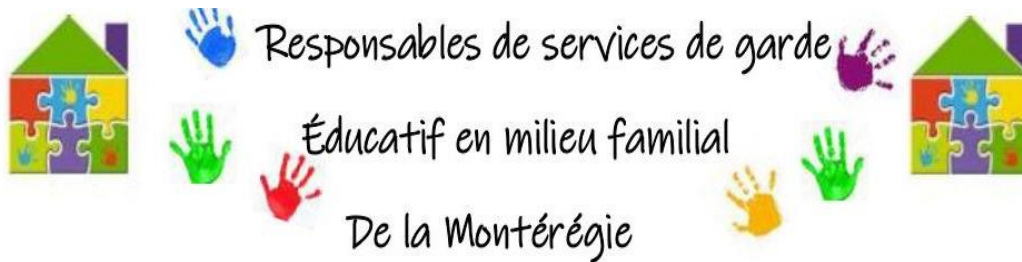 Responsables de services de garde
Éducatif en milieu familial
De la Montérégie